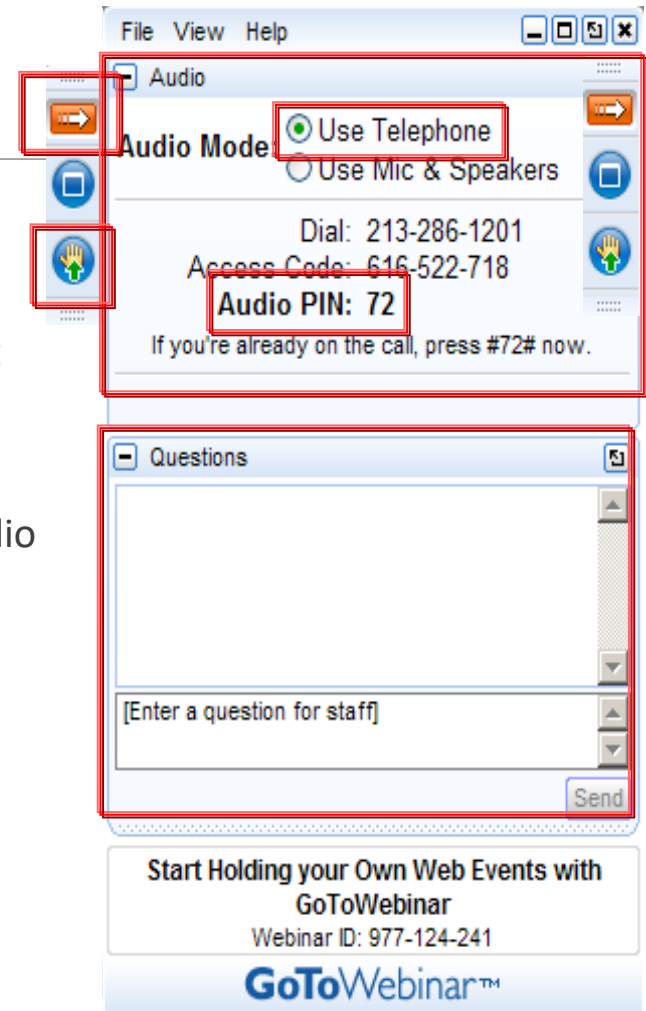 File View Help
Audio
Audio Mode:
Use Telephone
Use Mic & Speakers
Dial: 213-286-1201
Access Code: 616-522-718
Audio PIN: 72
If you're already on the call, press #72# now.
Questions
[Enter a question for staff]
Send
Start Holding your Own Web Events with
GoToWebinar
Webinar ID: 977-124-241
GoToWebinar™